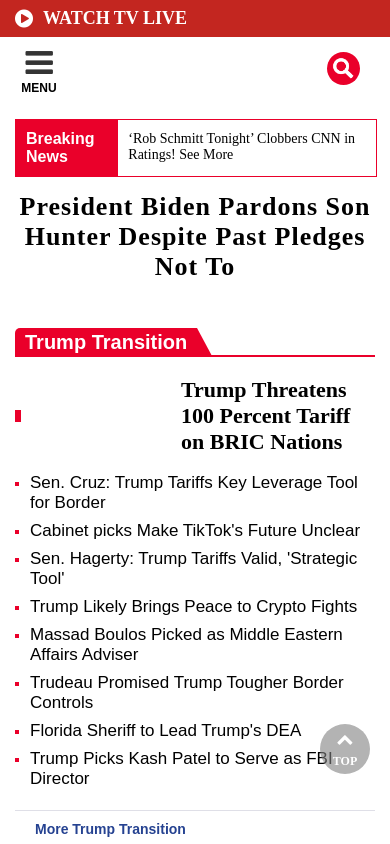 WATCH TV LIVE
MENU
Breaking News
‘Rob Schmitt Tonight’ Clobbers CNN in
Ratings! See More
President Biden Pardons Son
Hunter Despite Past Pledges
Not To
Trump Transition
Trump Threatens
100 Percent Tariff
on BRIC Nations
Sen. Cruz: Trump Tariffs Key Leverage Tool
for Border
Cabinet picks Make TikTok's Future Unclear
Sen. Hagerty: Trump Tariffs Valid, 'Strategic
Tool'
Trump Likely Brings Peace to Crypto Fights
Massad Boulos Picked as Middle Eastern
Affairs Adviser
Trudeau Promised Trump Tougher Border
Controls
Florida Sheriff to Lead Trump's DEA
Trump Picks Kash Patel to Serve as FBI
Director
TOP
More Trump Transition